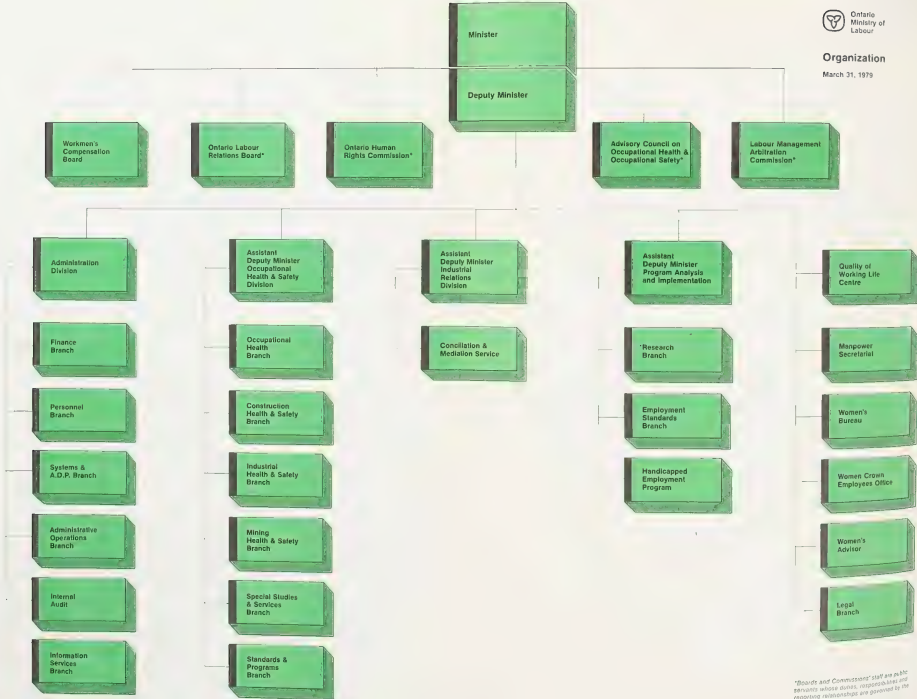 Ontario
Ministry of
Labour
Organization
March 31, 1979
Minister
Deputy Minister
Workmen's
Compensation
Board
Ontario Labour
Relations Board*
Ontario Human
Rights Commission*
Advisory Council on
Occupational Health &
Occupational Safety*
Labour Management
Arbitration
Commission*
Administration
Division
Finance
Branch
Personnel
Branch
Systems &
A.D.P. Branch
Administrative
Operations
Branch
Internal
Audit
Information
Services
Branch
Assistant
Deputy Minister
Occupational
Health & Safety
Division
Occupational
Health
Branch
Construction
Health & Safety
Branch
Industrial
Health & Safety
Branch
Mining
Health & Safety
Branch
Special Studies
& Services
Branch
Standards &
Programs
Branch
Assistant
Deputy Minister
Industrial
Relations
Division
Conciliation &
Mediation Service
Assistant
Deputy Minister
Program Analysis
and Implementation
Research
Branch
Employment
Standards
Branch
Handicapped
Employment
Program
Quality of
Working Life
Centre
Manpower
Secretariat
Women's
Bureau
Women Crown
Employees Office
Women's
Advisor
Legal
Branch
*Boards and Commissions' staff are public
servants whose duties, responsibilities and
reporting relationships are governed by the